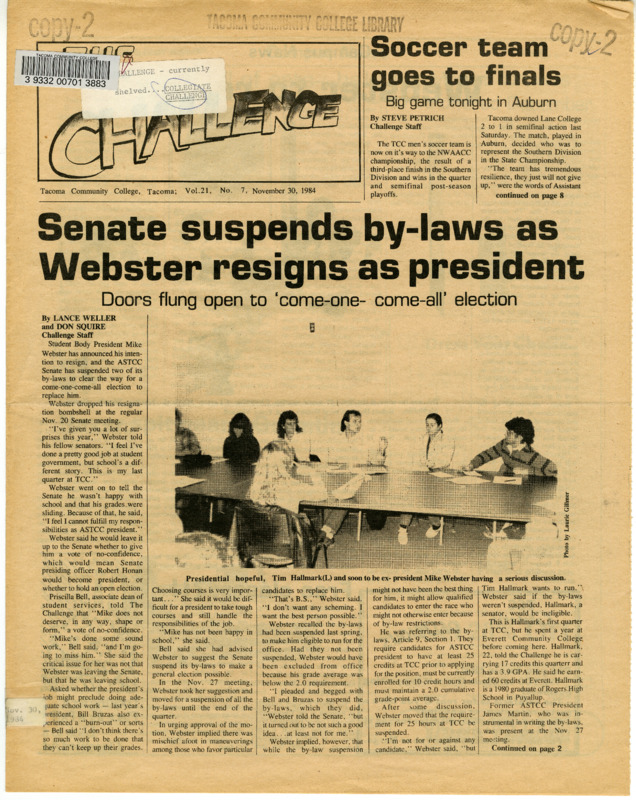 copy-2
TACOMA COMMUNITY COLLEGE LIBRARY
copy-2
3 9332 00701 3883
CHALLENGE - currently
shelved...COLLEGIATE
CHALLENGE
THE
CHALLENGE
Tacoma Community College, Tacoma; Vol.21, No. 7, November 30, 1984
Soccer team
goes to finals
Big game tonight in Auburn
By STEVE PETRICH
Challenge Staff
The TCC men's soccer team is
now on it's way to the NWAACC
championship, the result of a
third-place finish in the Southern
Division and wins in the quarter
and semifinal post-season
playoffs.
Tacoma downed Lane College
2 to 1 in semifinal action last
Saturday. The match, played in
Auburn, decided who was to
represent the Southern Division
in the State Championship.
"The team has tremendous
resilience, they just will not give
up," were the words of Assistant
continued on page 8
Senate suspends by-laws as
Webster resigns as president
Doors flung open to 'come-one- come-all' election
By LANCE WELLER
and DON SQUIRE
Challenge Staff
Student Body President Mike
Webster has announced his inten-
tion to resign, and the ASTCC
Senate has suspended two of its
by-laws to clear the way for a
come-one-come-all election to
replace him.
Webster dropped his resigna-
tion bombshell at the regular
Nov. 20 Senate meeting.
"I've given you a lot of sur-
prises this year," Webster told
his fellow senators. "I feel I've
done a pretty good job at student
government, but school's a dif-
ferent story. This is my last
quarter at TCC."
Webster went on to tell the
Senate he wasn't happy with
school and that his grades were
sliding. Because of that, he said,
"I feel I cannot fulfill my respon-
sibilities as ASTCC president."
Webster said he would leave it
up to the Senate whether to give
him a vote of no-confidence,
which would mean Senate
presiding officer Robert Honan
would become president, or
whether to hold an open election.
Priscilla Bell, associate dean of
student services, told The
Challenge that "Mike does not
deserve, in any way, shape or
form," a vote of no-confidence.
"Mike's done some sound
work," Bell said, "and I'm go-
ing to miss him." She said the
critical issue for her was not that
Webster was leaving the Senate,
but that he was leaving school.
Asked whether the president's
job might preclude doing ade-
quate school work — last year's
president, Bill Bruzas also ex-
erienced a "burn-out" or sorts
— Bell said "I don't think there's
so much work to be done that
they can't keep up their grades.
Nov. 30,
1984
Photo by Laurie Gillmer
Presidential hopeful, Tim Hallmark(L) and soon to be ex- president Mike Webster having a serious discussion.
Choosing courses is very impor-
tant. . ." She said it would be dif-
ficult for a president to take tough
courses and still handle the
responsibilities of the job.
"Mike has not been happy in
school," she said.
Bell said she had advised
Webster to suggest the Senate
suspend its by-laws to make a
general election possible.
In the Nov. 27 meeting,
Webster took her suggestion and
moved for a suspension of all the
by-laws until the end of the
quarter.
In urging approval of the mo-
tion, Webster implied there was
mischief afoot in maneuverings
among those who favor particular
candidates to replace him.
"That's B.S.," Webster said.
"I don't want any scheming. I
want the best person possible."
Webster recalled the by-laws
had been suspended last spring,
to make him eligible to run for the
office. Had they not been
suspended, Webster would have
been excluded from office
because his grade average was
below the 2.0 requirement.
"I pleaded and begged with
Bell and Bruzas to suspend the
by-laws, which they did,
"Webster told the Senate, "but
it turned out to be not such a good
idea. . .at least not for me."
Webster implied, however, that
while the by-law suspension
might not have been the best thing
for him, it might allow qualified
candidates to enter the race who
might not otherwise enter because
of by-law restrictions.
He was referring to the by-
laws, Article 9, Section 1. They
require candidates for ASTCC
president to have at least 25
credits at TCC prior to applying
for the position, must be currently
enrolled for 10 credit hours and
must maintain a 2.0 cumulative
grade-point average.
After some discussion,
Webster moved that the require-
ment for 25 hours at TCC be
suspended.
"I'm not for or against any
candidate," Webster said, "but
Tim Hallmark wants to run."
Webster said if the by-laws
weren't suspended, Hallmark, a
senator, would be ineligible.
This is Hallmark's first quarter
at TCC, but he spent a year at
Everett Community College
before coming here. Hallmark,
22, told the Challenge he is car-
rying 17 credits this quarter and
has a 3.9 GPA. He said he earn-
ed 60 credits at Everett. Hallmark
is a 1980 graduate of Rogers High
School in Puyallup.
Former ASTCC President
James Martin, who was in-
strumental in writing the by-laws,
was present at the Nov. 27
meeting.
Continued on page 2